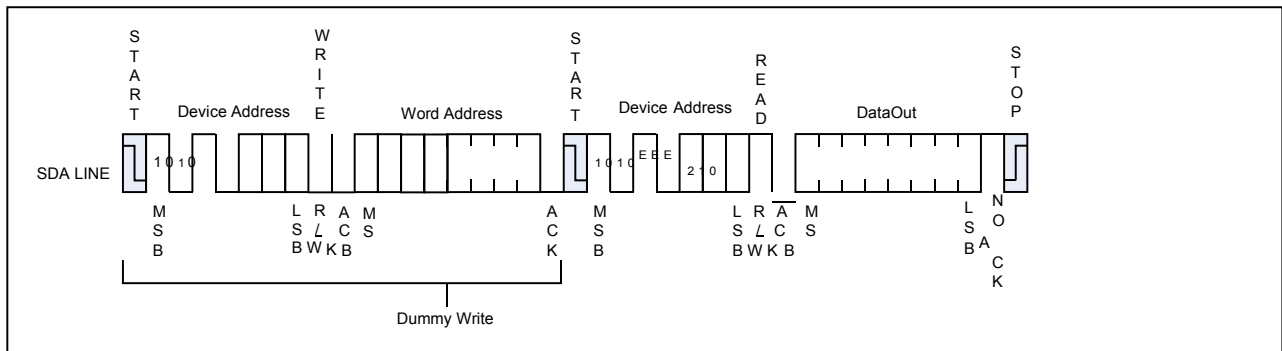 START
WRITE
START
READ
STOP
Device Address
Word Address
Device Address
DataOut
SDA LINE
1 0 1 0
1 0 1 0
E E E
2 1 0
MSB
LSB
R/W
ACK
MSB
ACK
MSB
LSB
R/W
ACK
MSB
LSB
NO ACK
Dummy Write